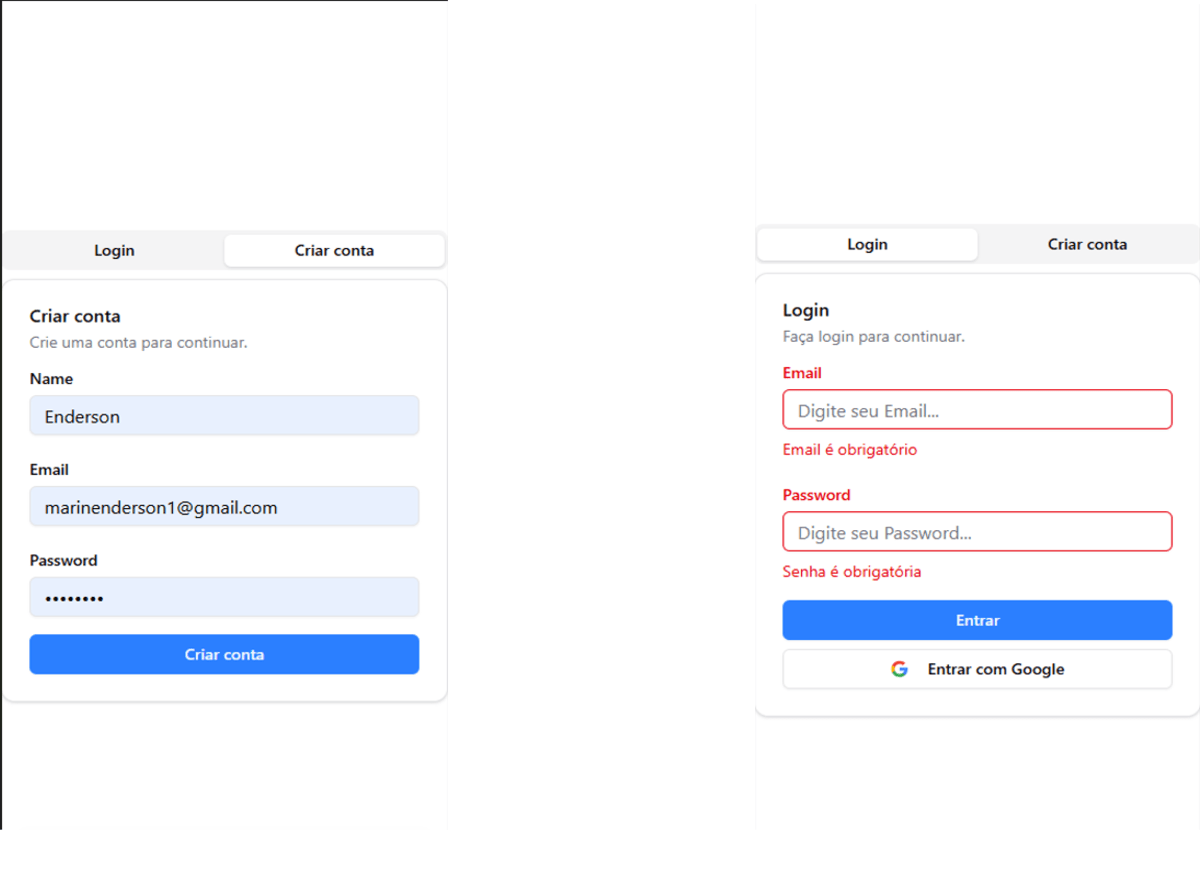 Login
Criar conta
Criar conta
Crie uma conta para continuar.
Name
Enderson
Email
marinenderson1@gmail.com
Password
••••••••
Criar conta
Login
Criar conta
Login
Faça login para continuar.
Email
Digite seu Email...
Email é obrigatório
Password
Digite seu Password...
Senha é obrigatória
Entrar
Entrar com Google